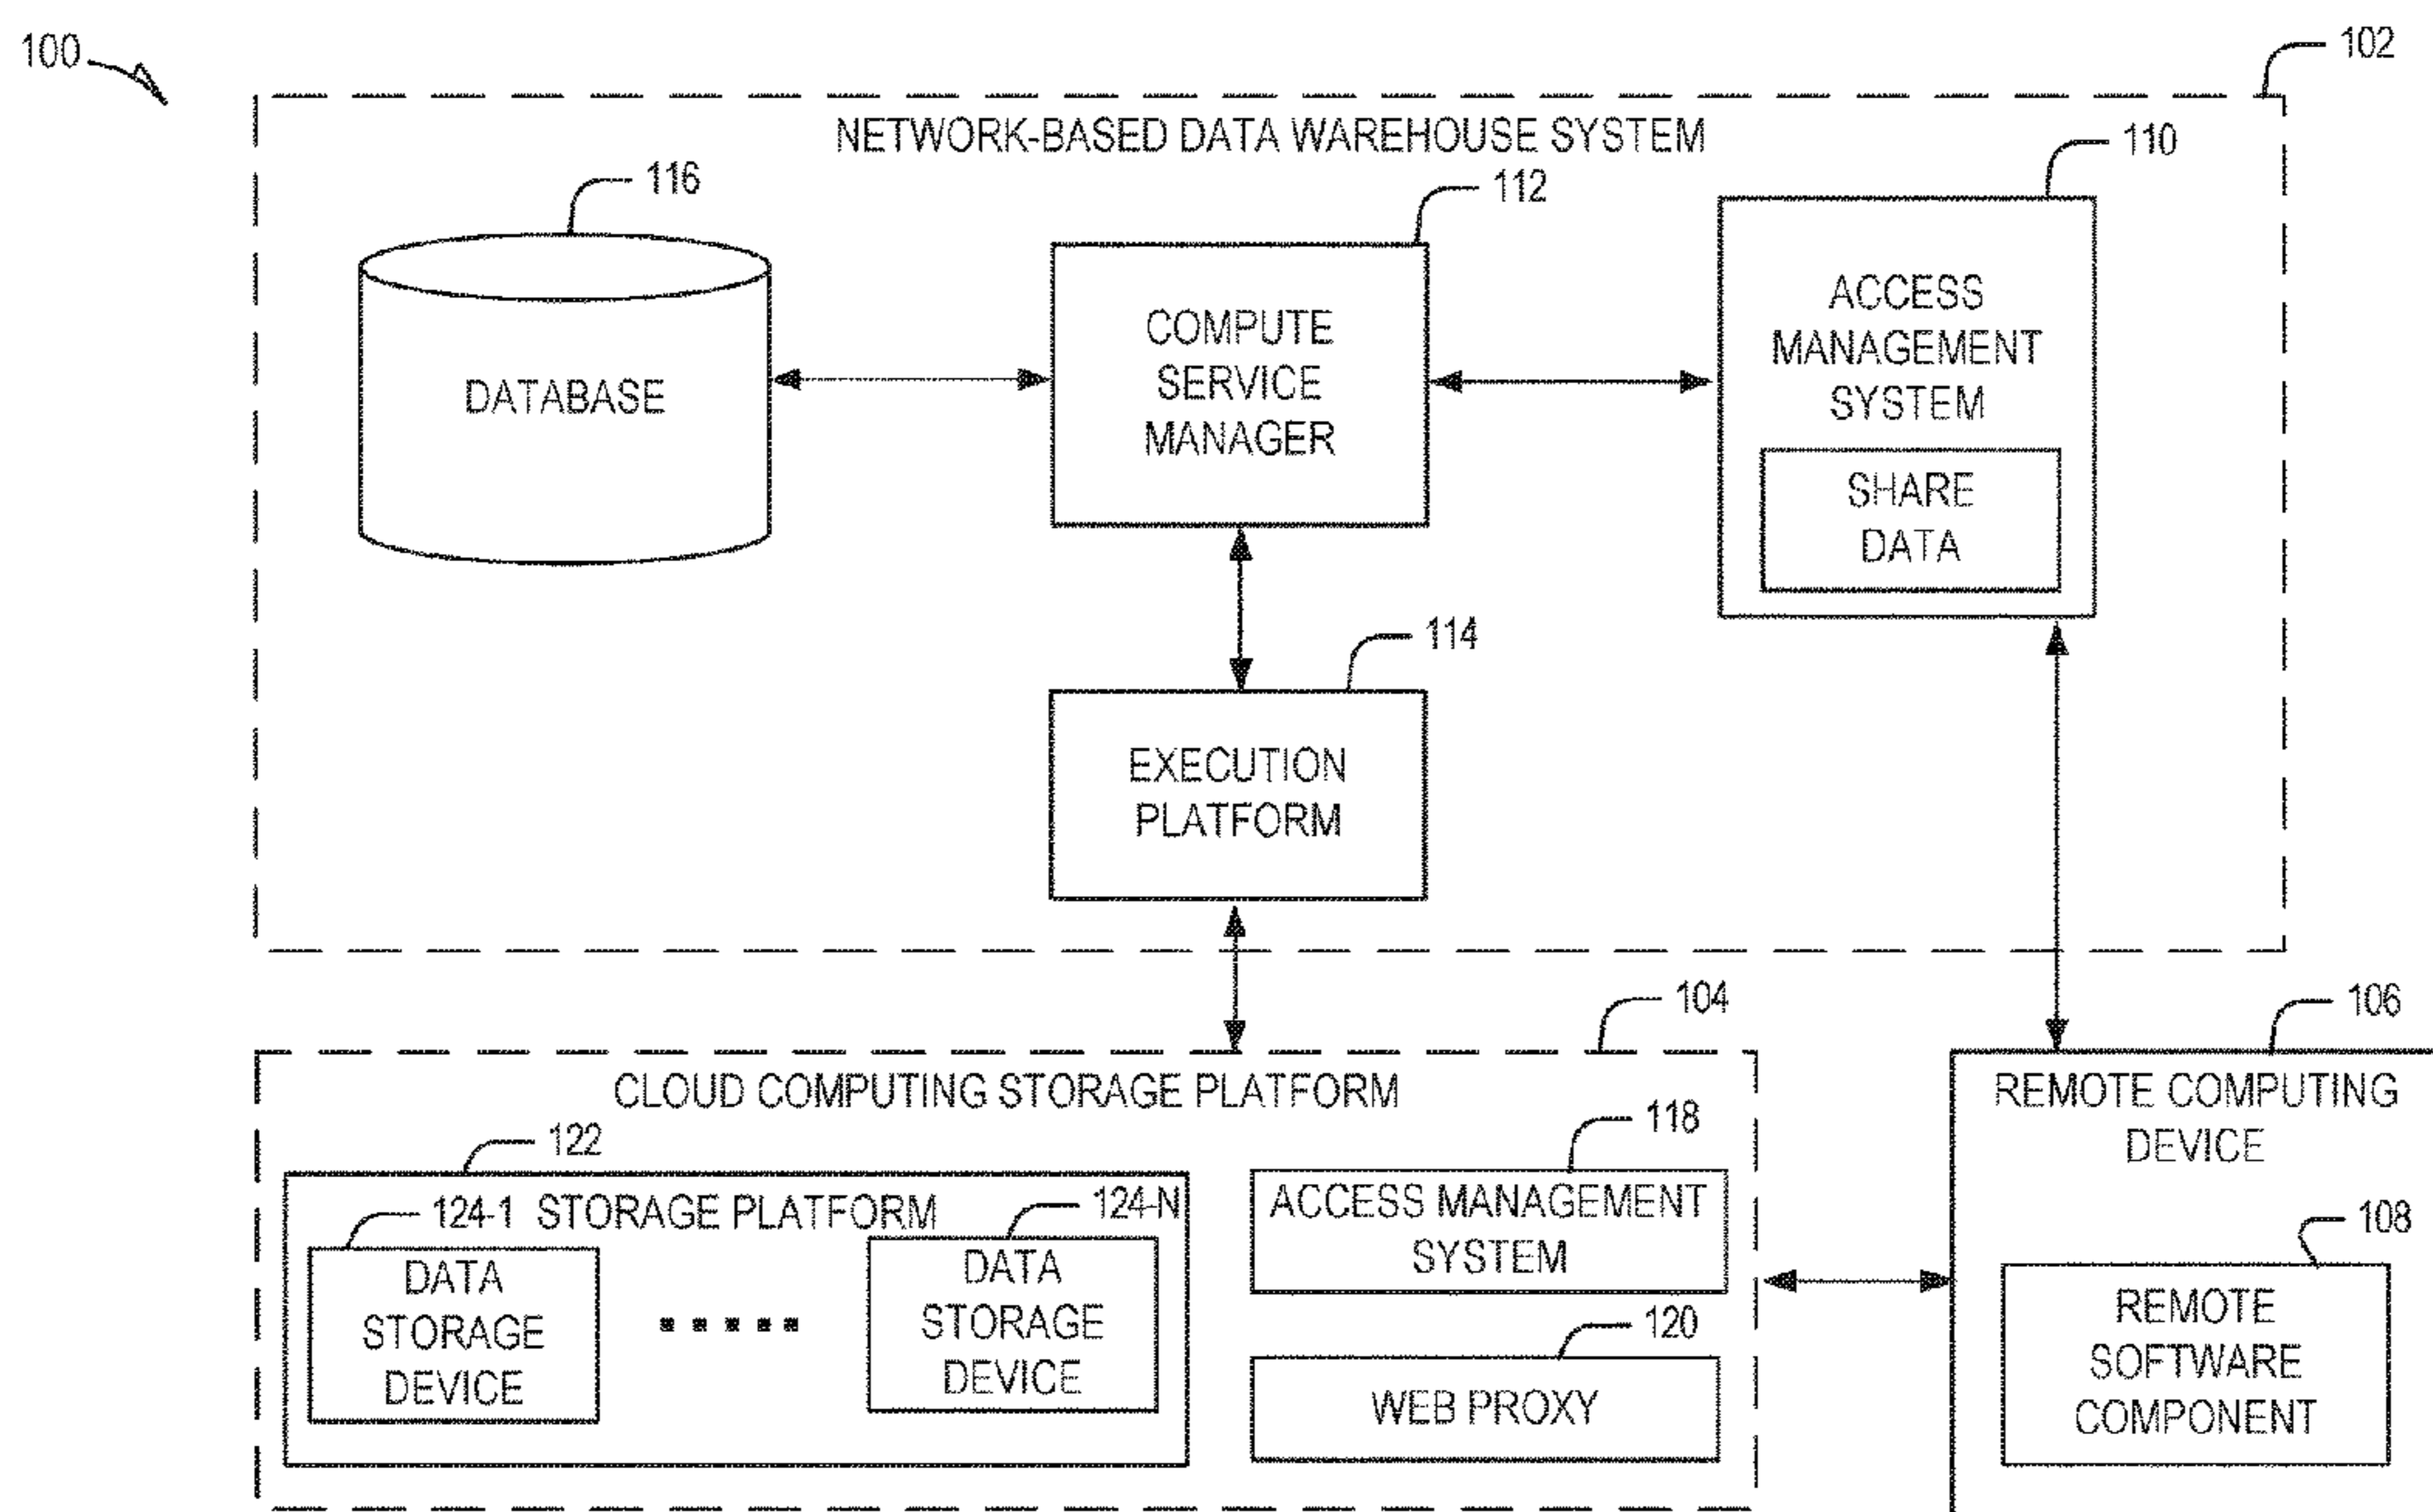 100
102
NETWORK-BASED DATA WAREHOUSE SYSTEM
110
116
112
ACCESS
MANAGEMENT
SYSTEM
COMPUTE
SERVICE
MANAGER
DATABASE
SHARE
DATA
114
EXECUTION
PLATFORM
104
106
CLOUD COMPUTING STORAGE PLATFORM
REMOTE COMPUTING
DEVICE
118
122
124-1 STORAGE PLATFORM 124-N
ACCESS MANAGEMENT
SYSTEM
108
DATA
STORAGE
DEVICE
DATA
STORAGE
DEVICE
120
WEB PROXY
REMOTE
SOFTWARE
COMPONENT